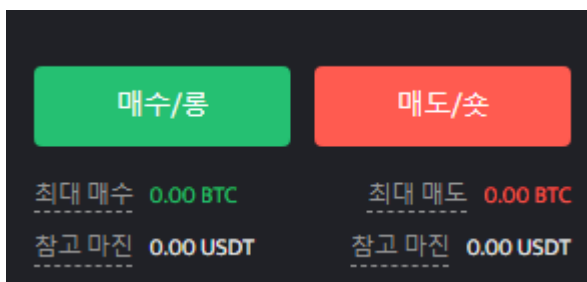 매수/롱 매도/숏
최대 매수 0.00 BTC 최대 매도 0.00 BTC
참고 마진 0.00 USDT 참고 마진 0.00 USDT